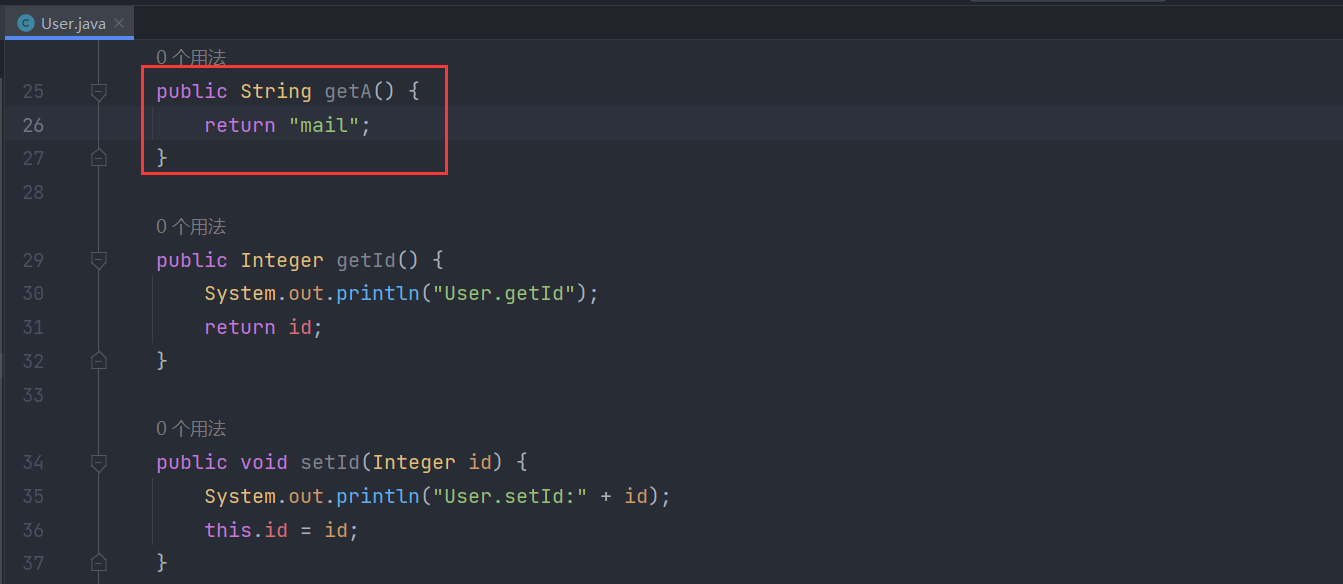 User.java
0 个用法
25 public String getA() {
26 return "mail";
27 }
28
0 个用法
29 public Integer getId() {
30 System.out.println("User.getId");
31 return id;
32 }
33
0 个用法
34 public void setId(Integer id) {
35 System.out.println("User.setId:" + id);
36 this.id = id;
37 }